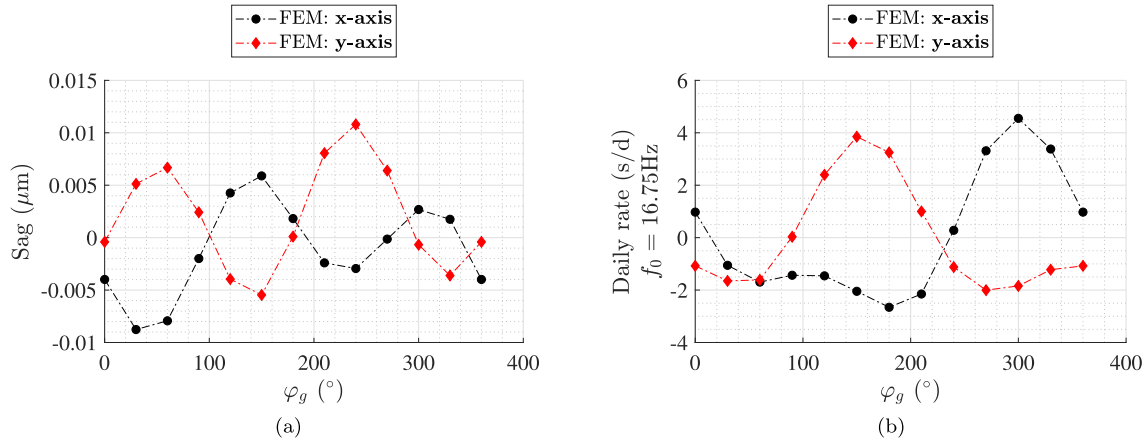 FEM: x-axis
FEM: y-axis
0.015
0.01
0.005
0
-0.005
-0.01
Sag (μm)
0 100 200 300 400
φg (°)
(a)
FEM: x-axis
FEM: y-axis
6
4
2
0
-2
-4
Daily rate (s/d)
f0 = 16.75Hz
0 100 200 300 400
φg (°)
(b)